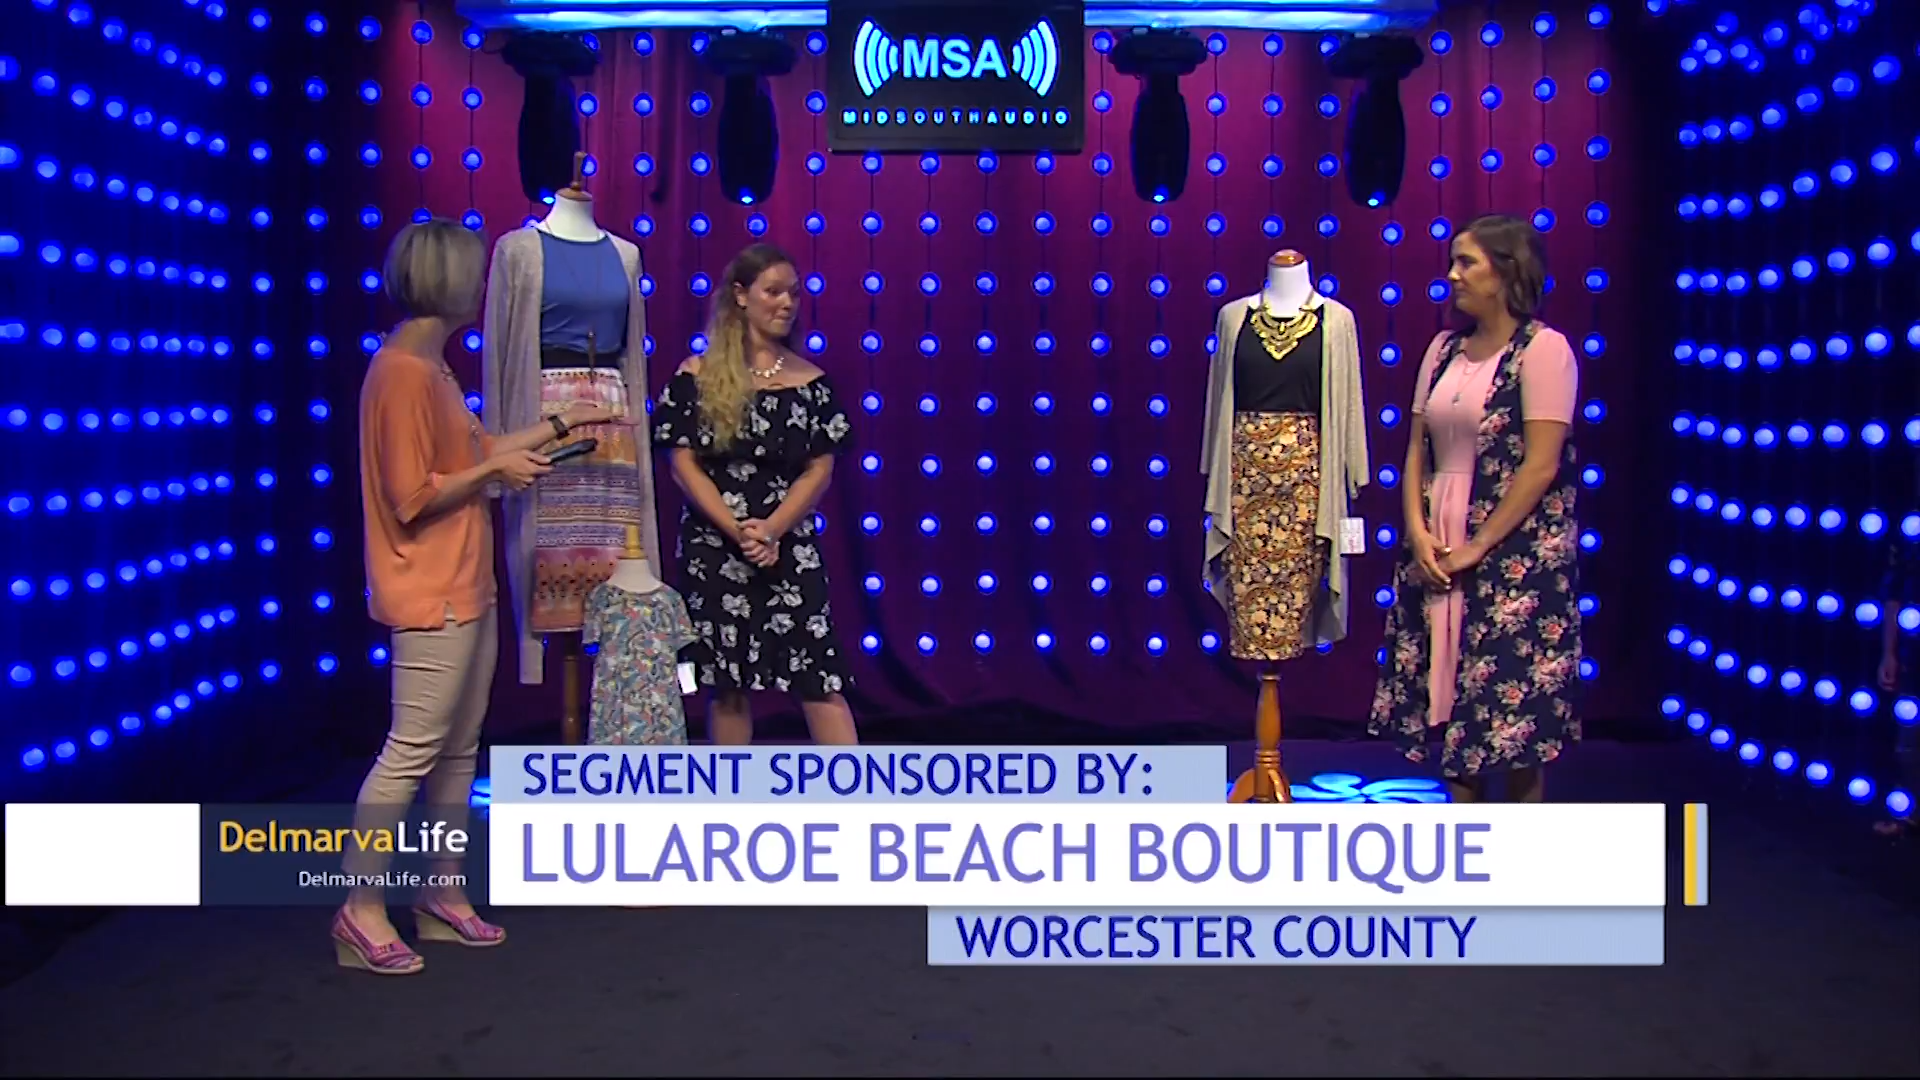 MSA
MIDSOUTHAUDIO
SEGMENT SPONSORED BY:
DelmarvaLife
LULAROE BEACH BOUTIQUE
DelmarvaLife.com
WORCESTER COUNTY